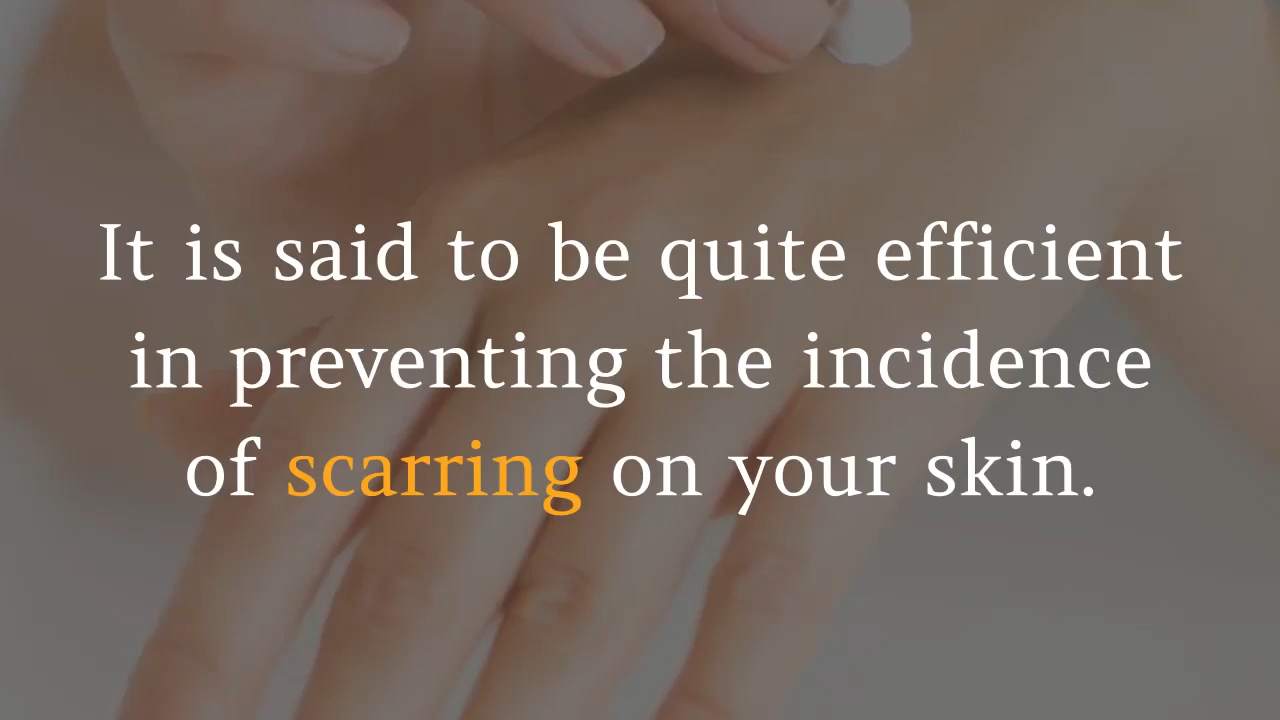 It is said to be quite efficient
in preventing the incidence
of scarring on your skin.